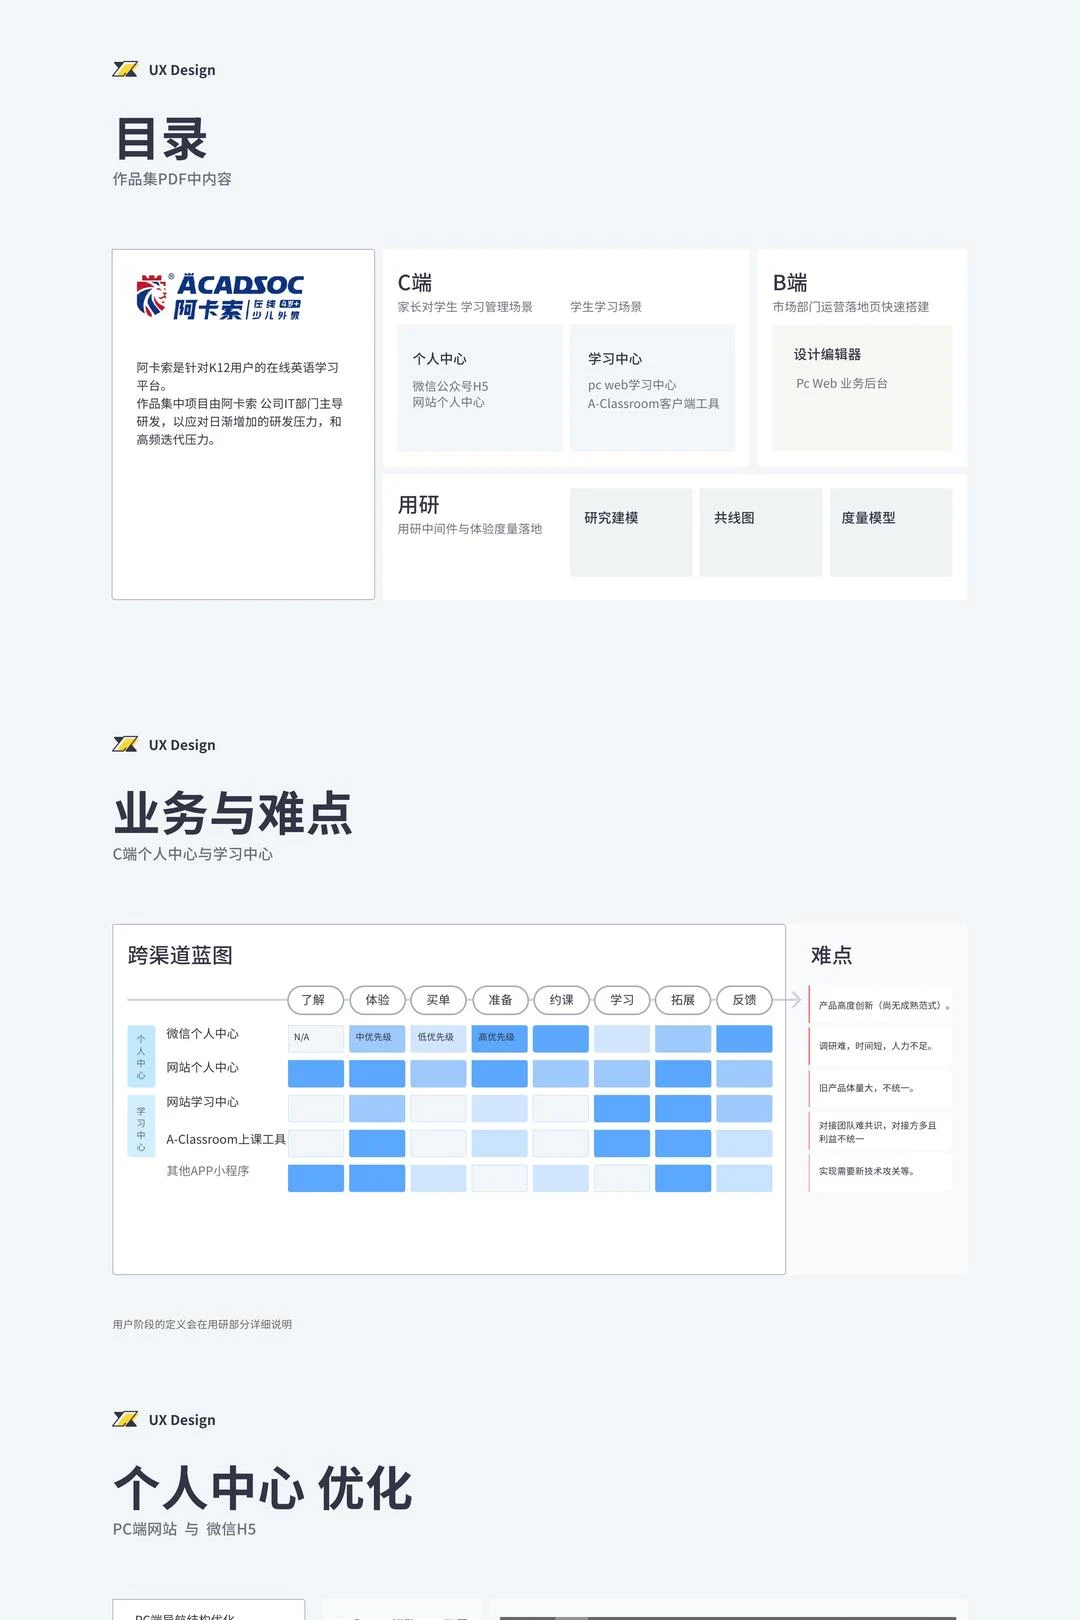 UX Design
目录
作品集PDF中内容
ACADSOC
阿卡索
在线
少儿外教
阿卡索是针对K12用户的在线英语学习
平台。
作品集中项目由阿卡索 公司IT部门主导
研发，以应对日渐增加的研发压力，和
高频迭代压力。
C端
家长对学生 学习管理场景
学生学习场景
个人中心
微信公众号H5
网站个人中心
学习中心
pc web学习中心
A-Classroom客户端工具
B端
市场部门运营落地页快速搭建
设计编辑器
Pc Web 业务后台
用研
用研中间件与体验度量落地
研究建模
共线图
度量模型
UX Design
业务与难点
C端个人中心与学习中心
跨渠道蓝图
了解
体验
买单
准备
约课
学习
拓展
反馈
个人中心
微信个人中心
N/A
中优先级
低优先级
高优先级
网站个人中心
学习中心
网站学习中心
A-Classroom上课工具
其他APP小程序
难点
产品高度创新（尚无成熟范式）。
调研难，时间短，人力不足。
旧产品体量大，不统一。
对接团队难共识，对接方多且
利益不统一
实现需要新技术攻关等。
用户阶段的定义会在用研部分详细说明
UX Design
个人中心 优化
PC端网站 与 微信H5
PC端导航结构优化